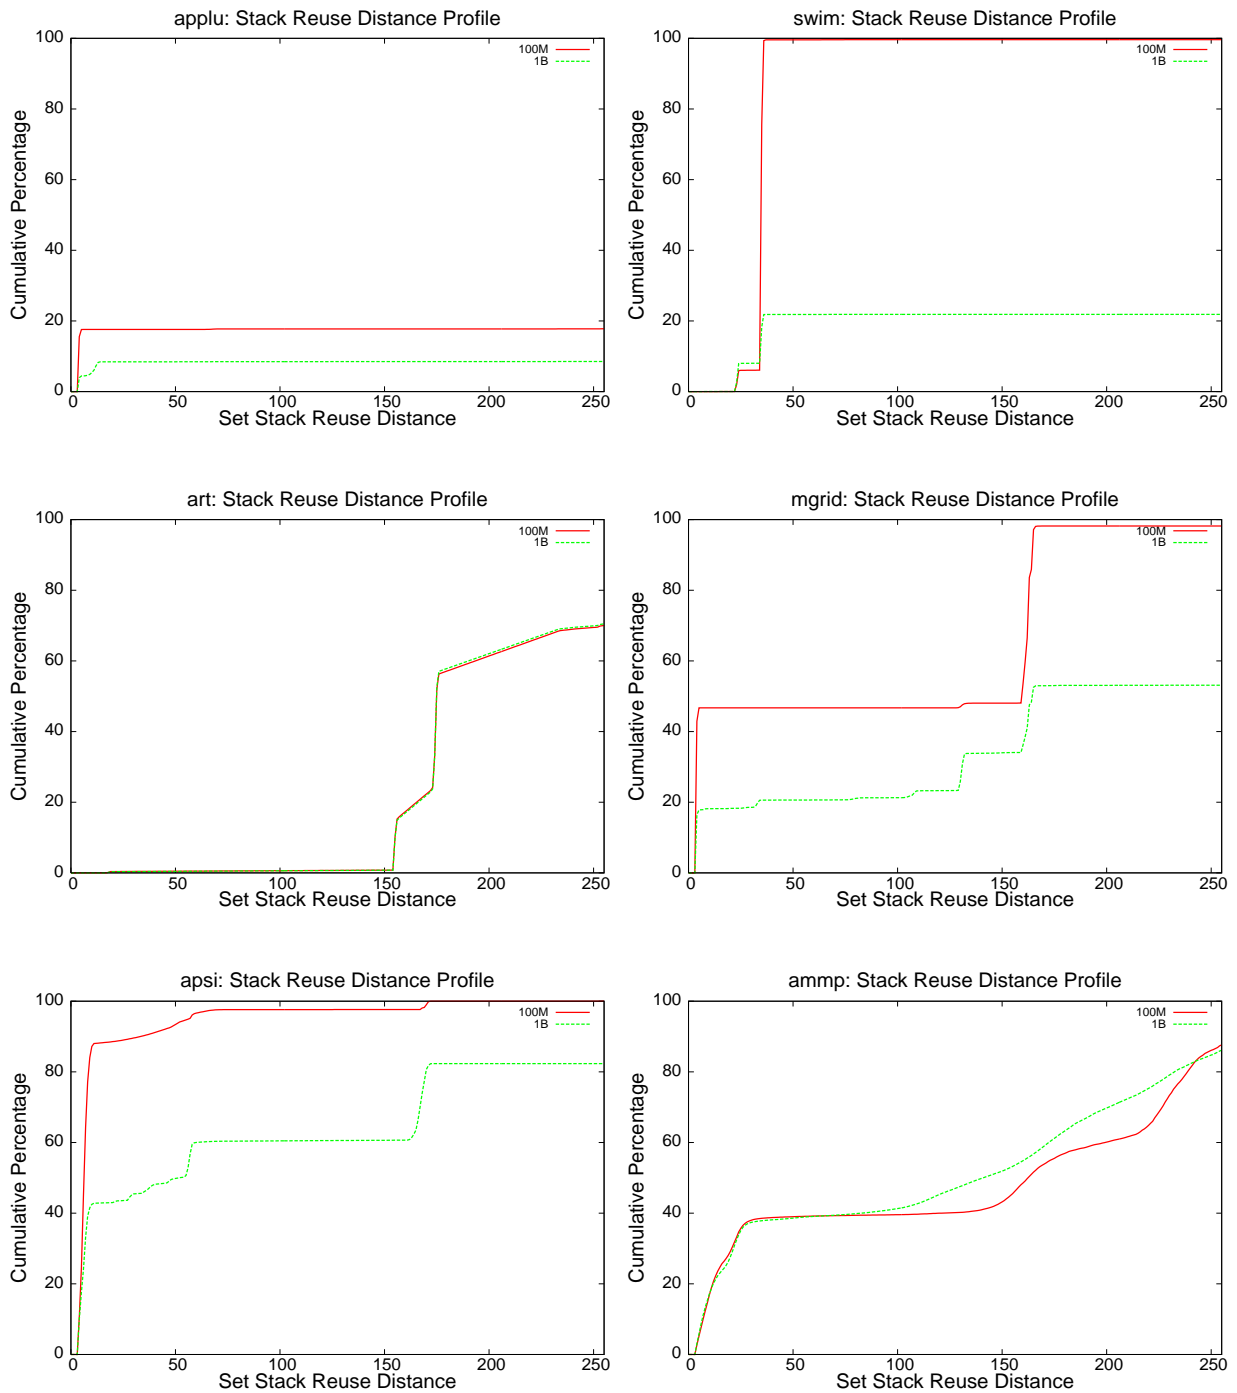 applu: Stack Reuse Distance Profile
100M
1B
Cumulative Percentage
100
80
60
40
20
0
0 50 100 150 200 250
Set Stack Reuse Distance
swim: Stack Reuse Distance Profile
100M
1B
Cumulative Percentage
100
80
60
40
20
0
0 50 100 150 200 250
Set Stack Reuse Distance
art: Stack Reuse Distance Profile
100M
1B
Cumulative Percentage
100
80
60
40
20
0
0 50 100 150 200 250
Set Stack Reuse Distance
mgrid: Stack Reuse Distance Profile
100M
1B
Cumulative Percentage
100
80
60
40
20
0
0 50 100 150 200 250
Set Stack Reuse Distance
apsi: Stack Reuse Distance Profile
100M
1B
Cumulative Percentage
100
80
60
40
20
0
0 50 100 150 200 250
Set Stack Reuse Distance
ammp: Stack Reuse Distance Profile
100M
1B
Cumulative Percentage
100
80
60
40
20
0
0 50 100 150 200 250
Set Stack Reuse Distance